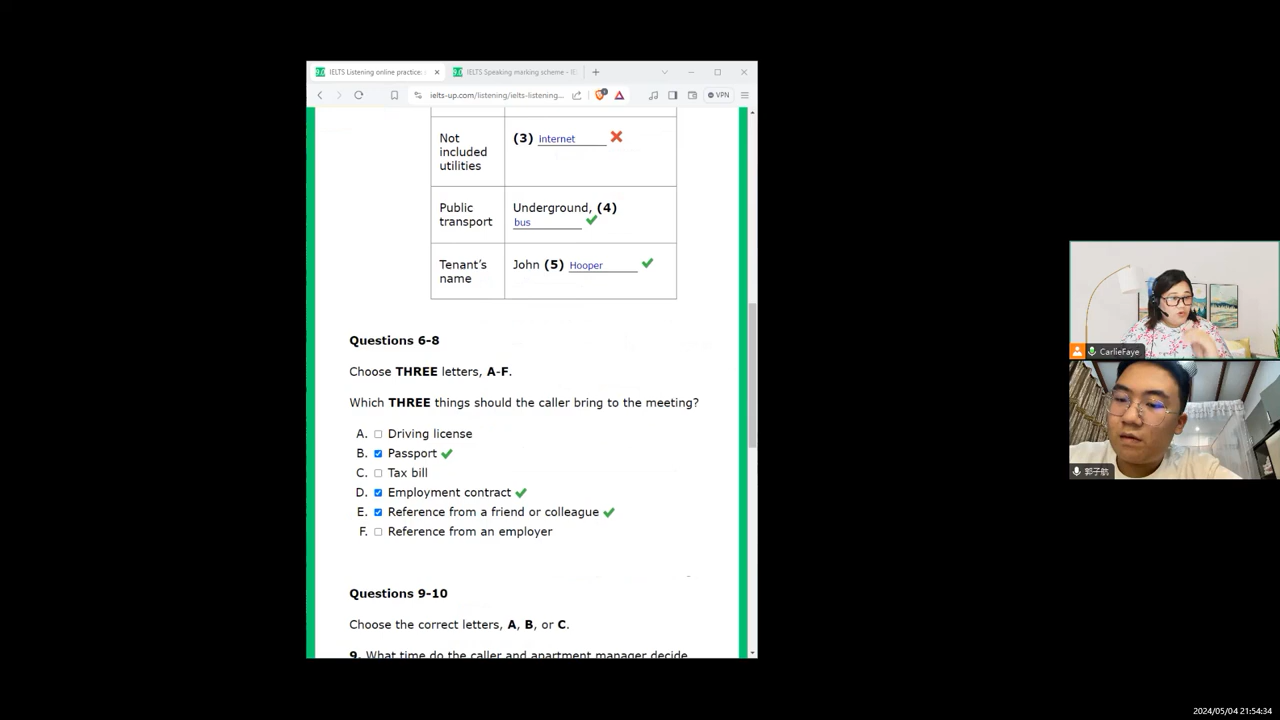 IELTS Listening online practice:
IELTS Speaking marking scheme - IE
ielts-up.com/listening/ielts-listening...
VPN
Not
included
utilities
(3) internet
Public
transport
Underground, (4)
bus
Tenant's
name
John (5) Hooper
Questions 6-8
Choose THREE letters, A-F.
Which THREE things should the caller bring to the meeting?
A. Driving license
B. Passport
C. Tax bill
D. Employment contract
E. Reference from a friend or colleague
F. Reference from an employer
Questions 9-10
Choose the correct letters, A, B, or C.
9. What time do the caller and apartment manager decide
CarlieFaye
郭子航
2024/05/04 21:54:34